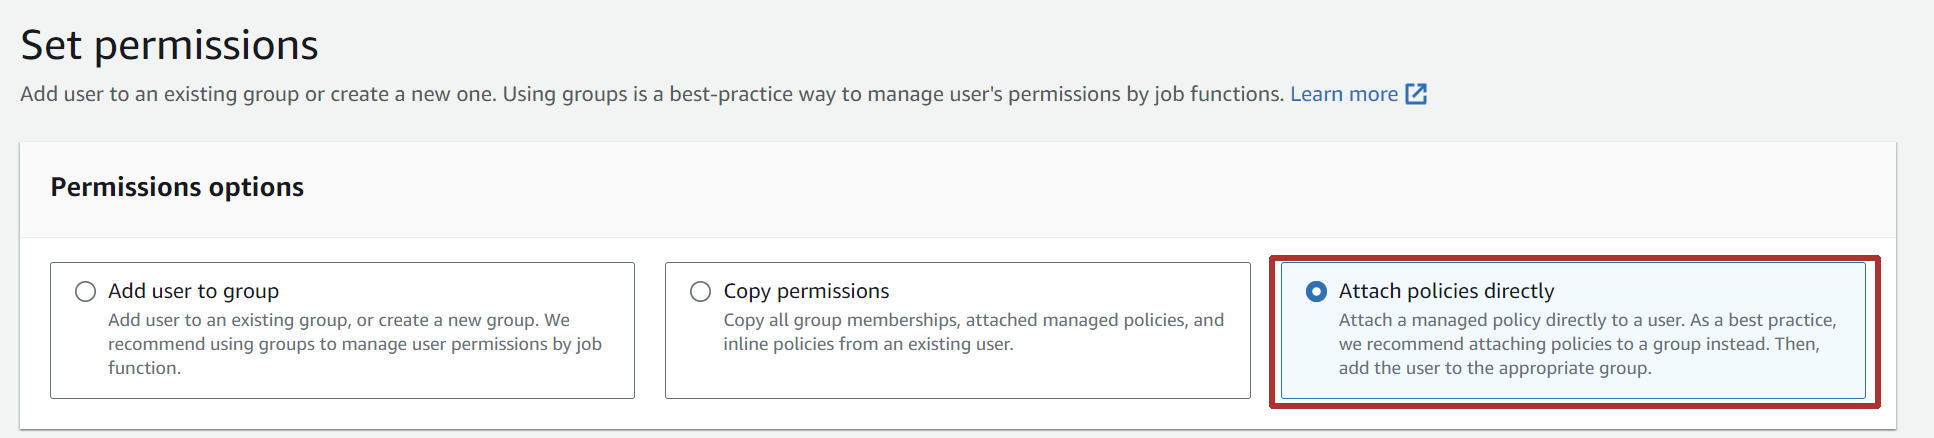 Set permissions
Add user to an existing group or create a new one. Using groups is a best-practice way to manage user's permissions by job functions. Learn more
Permissions options
Add user to group
Add user to an existing group, or create a new group. We
recommend using groups to manage user permissions by job
function.
Copy permissions
Copy all group memberships, attached managed policies, and
inline policies from an existing user.
Attach policies directly
Attach a managed policy directly to a user. As a best practice,
we recommend attaching policies to a group instead. Then,
add the user to the appropriate group.